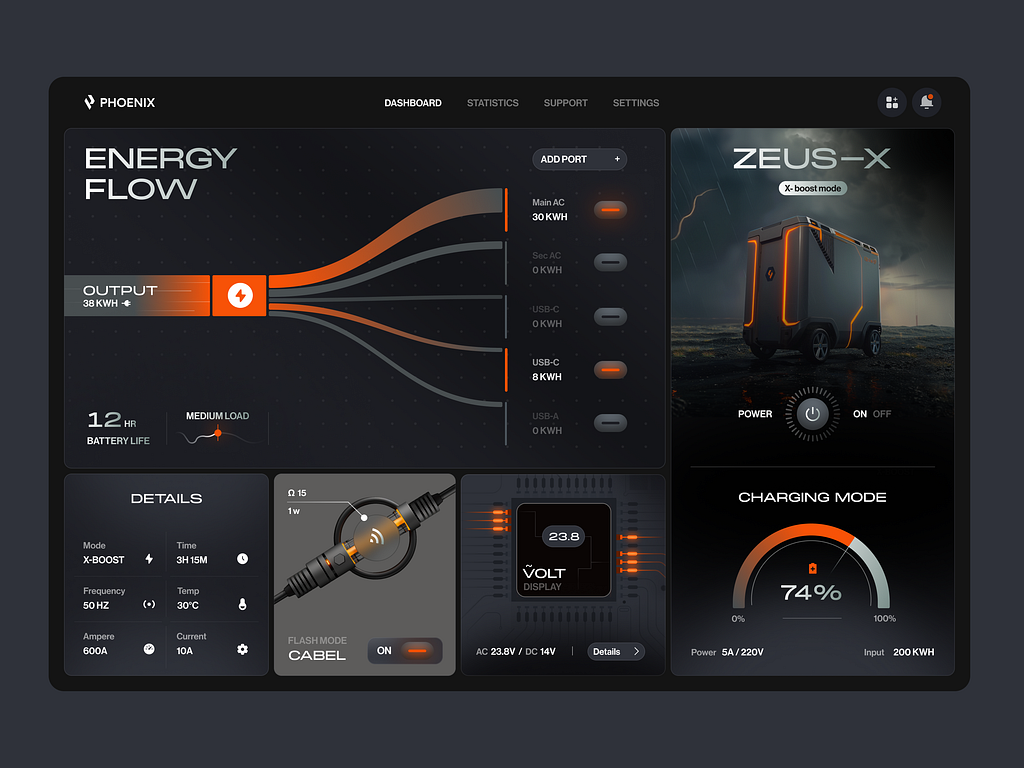 PHOENIX
DASHBOARD
STATISTICS
SUPPORT
SETTINGS
ENERGY
FLOW
ADD PORT +
OUTPUT
38 KWH
Main AC
30 KWH
Sec AC
0 KWH
USB-C
0 KWH
USB-C
8 KWH
USB-A
0 KWH
12 HR
BATTERY LIFE
MEDIUM LOAD
ZEUS–X
X- boost mode
POWER
ON OFF
CHARGING MODE
74%
0%
100%
Power 5A / 220V
Input 200 KWH
DETAILS
Mode
X-BOOST
Time
3H 15M
Frequency
50 HZ
Temp
30°C
Ampere
600A
Current
10A
Ω 15
1 w
FLASH MODE
CABEL
ON
23.8
ṼOLT
DISPLAY
AC 23.8V / DC 14V
Details